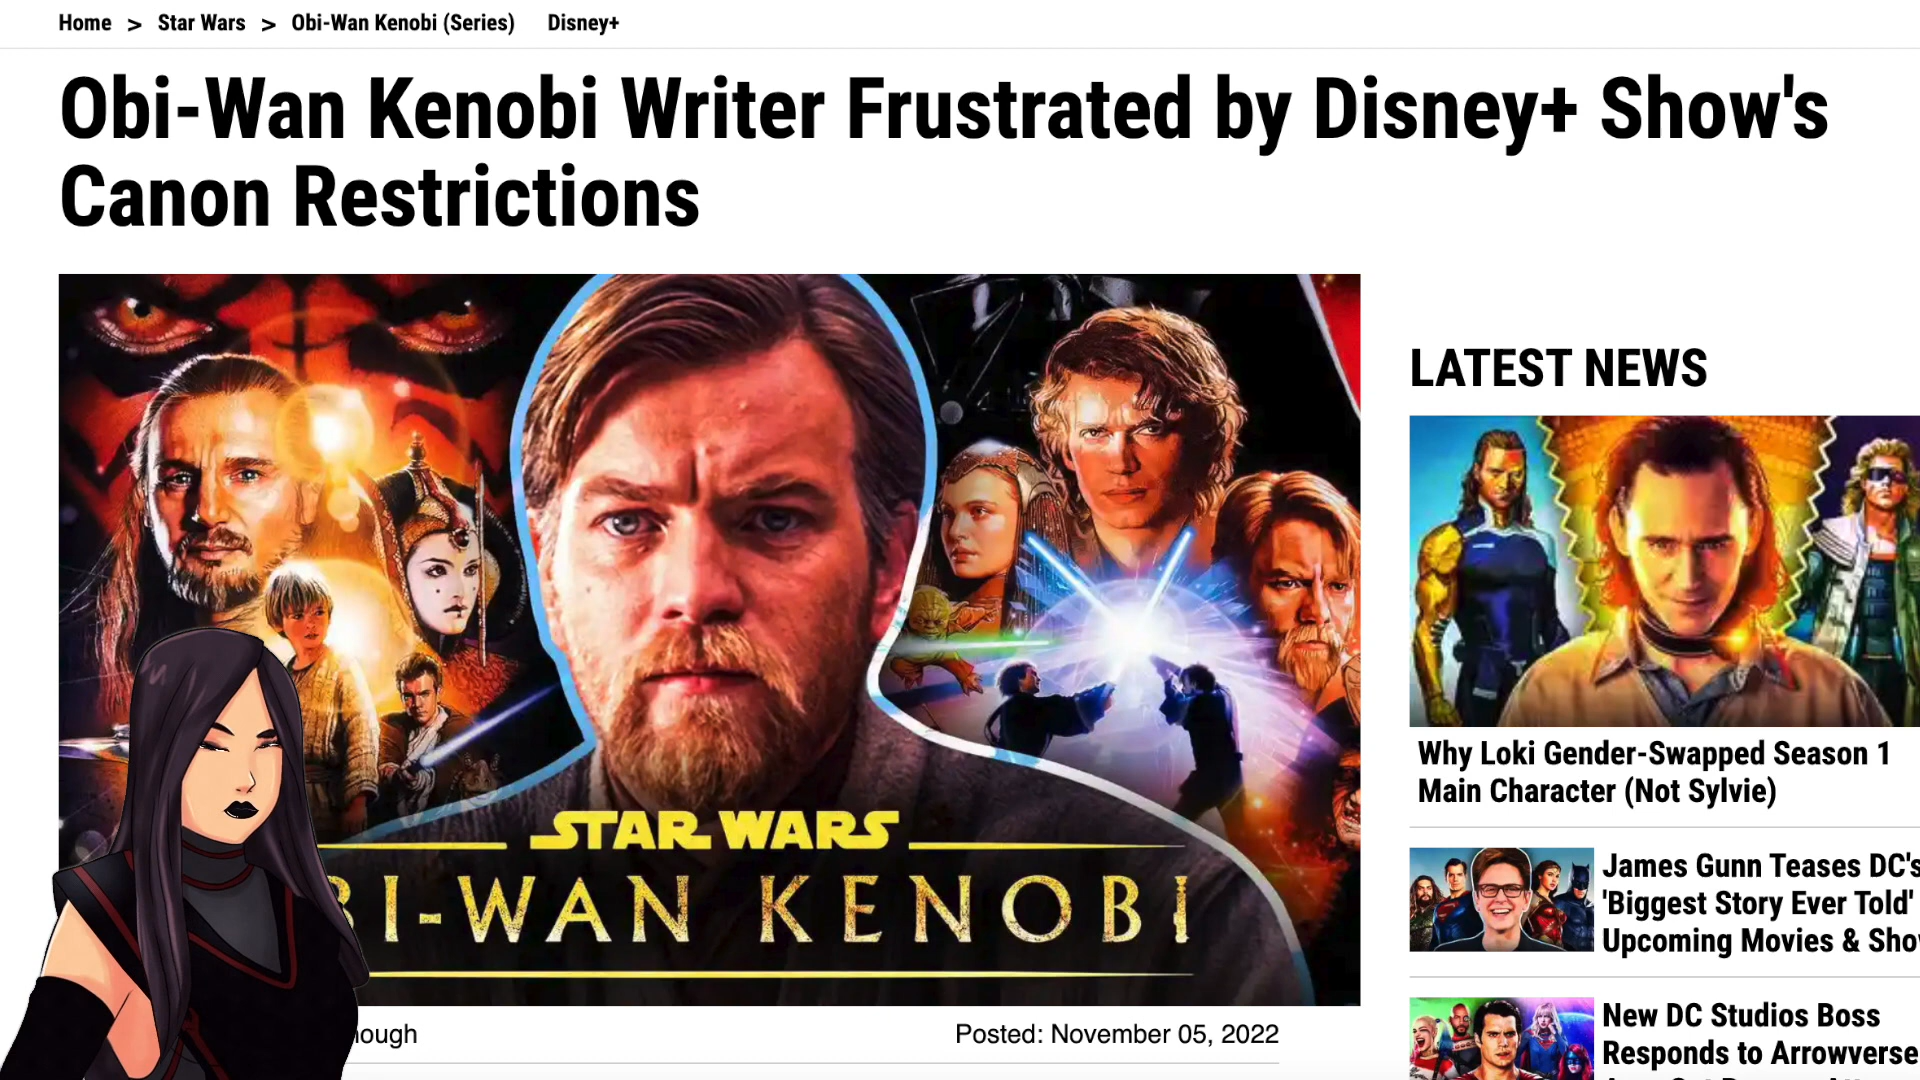 Home > Star Wars > Obi-Wan Kenobi (Series) Disney+
Obi-Wan Kenobi Writer Frustrated by Disney+ Show's
Canon Restrictions
STAR WARS
BI-WAN KENOBI
Posted: November 05, 2022
LATEST NEWS
Why Loki Gender-Swapped Season 1
Main Character (Not Sylvie)
James Gunn Teases DC's
'Biggest Story Ever Told'
Upcoming Movies &
New DC Studios Boss
Responds to Arrowverse